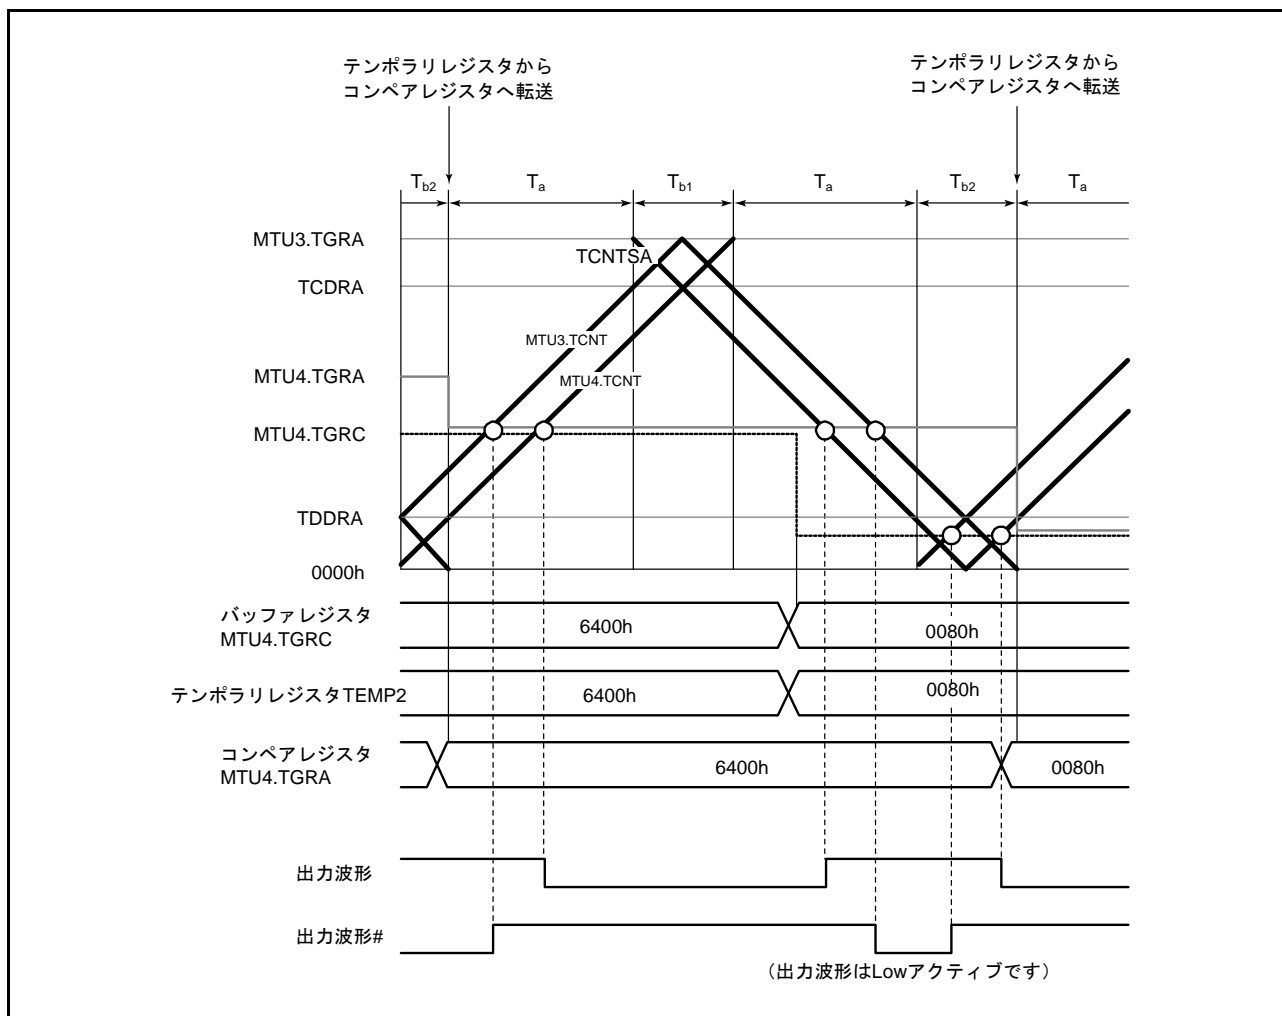 テンポラリレジスタから
コンペアレジスタへ転送
テンポラリレジスタから
コンペアレジスタへ転送
Tb2
Ta
Tb1
Ta
Tb2
Ta
MTU3.TGRA
TCNTSA
TCDRA
MTU3.TCNT
MTU4.TGRA
MTU4.TCNT
MTU4.TGRC
TDDRA
0000h
バッファレジスタ
MTU4.TGRC
6400h
0080h
テンポラリレジスタTEMP2
6400h
0080h
コンペアレジスタ
MTU4.TGRA
6400h
0080h
出力波形
出力波形#
（出力波形はLowアクティブです）